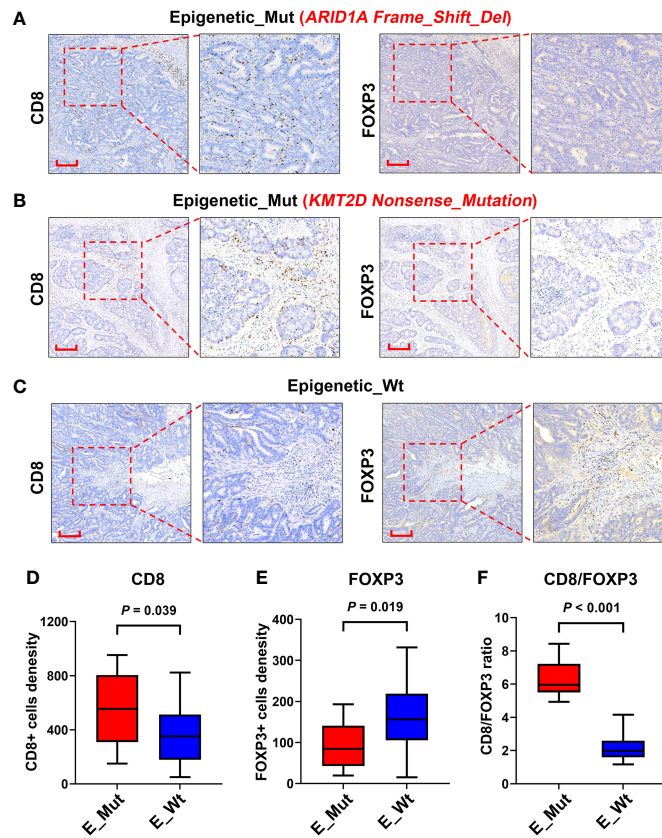 A Epigenetic_Mut (ARID1A Frame_Shift_Del)
CD8
FOXP3
B Epigenetic_Mut (KMT2D Nonsense_Mutation)
CD8
FOXP3
C Epigenetic_Wt
CD8
FOXP3
D CD8
P = 0.039
CD8+ cells denesity
1200
800
400
0
E_Mut
E_Wt
E FOXP3
P = 0.019
FOXP3+ cells denesity
400
300
200
100
0
E_Mut
E_Wt
F CD8/FOXP3
P < 0.001
CD8/FOXP3 ratio
10
8
6
4
2
0
E_Mut
E_Wt